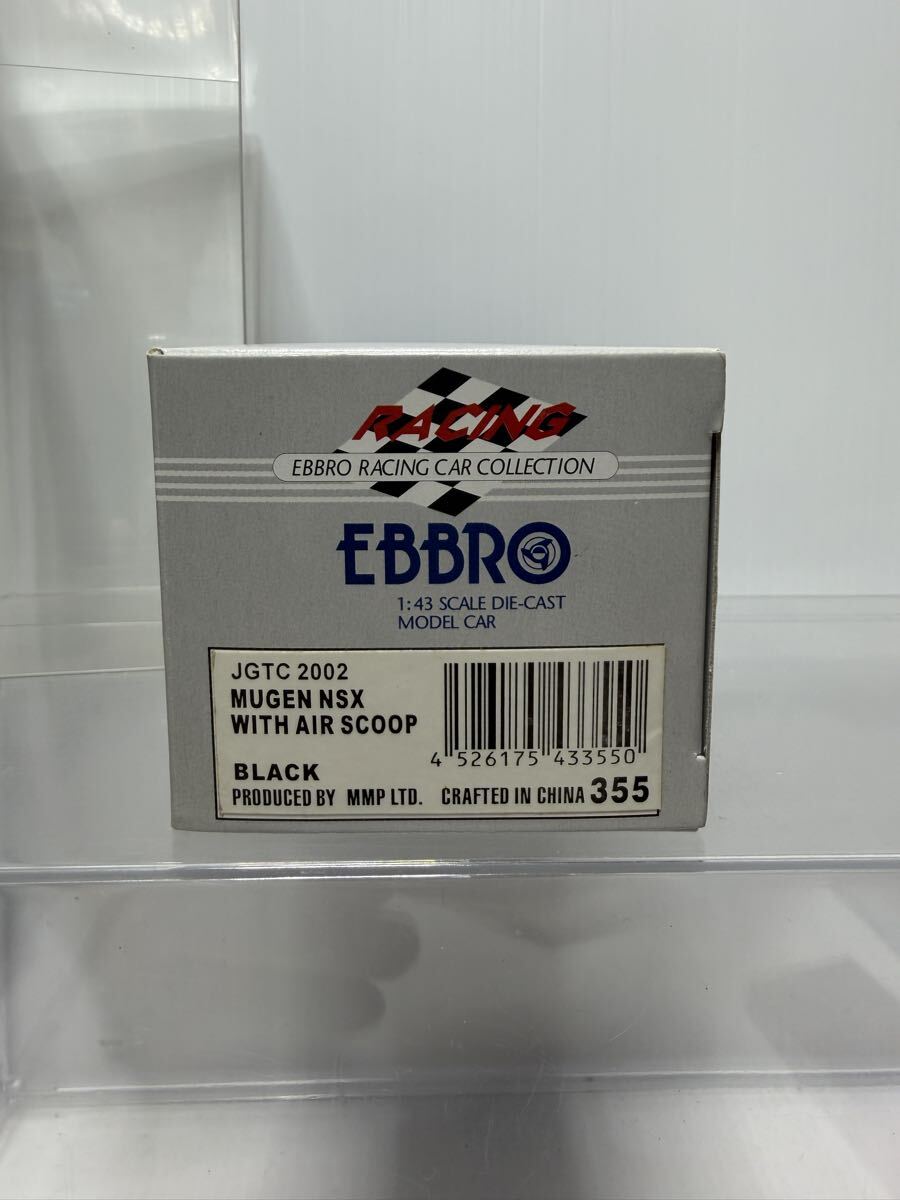 RACING
EBBRO RACING CAR COLLECTION
EBBRO
1:43 SCALE DIE-CAST
MODEL CAR
JGTC 2002
MUGEN NSX
WITH AIR SCOOP
4 526175 433550
BLACK
PRODUCED BY MMP LTD. CRAFTED IN CHINA 355